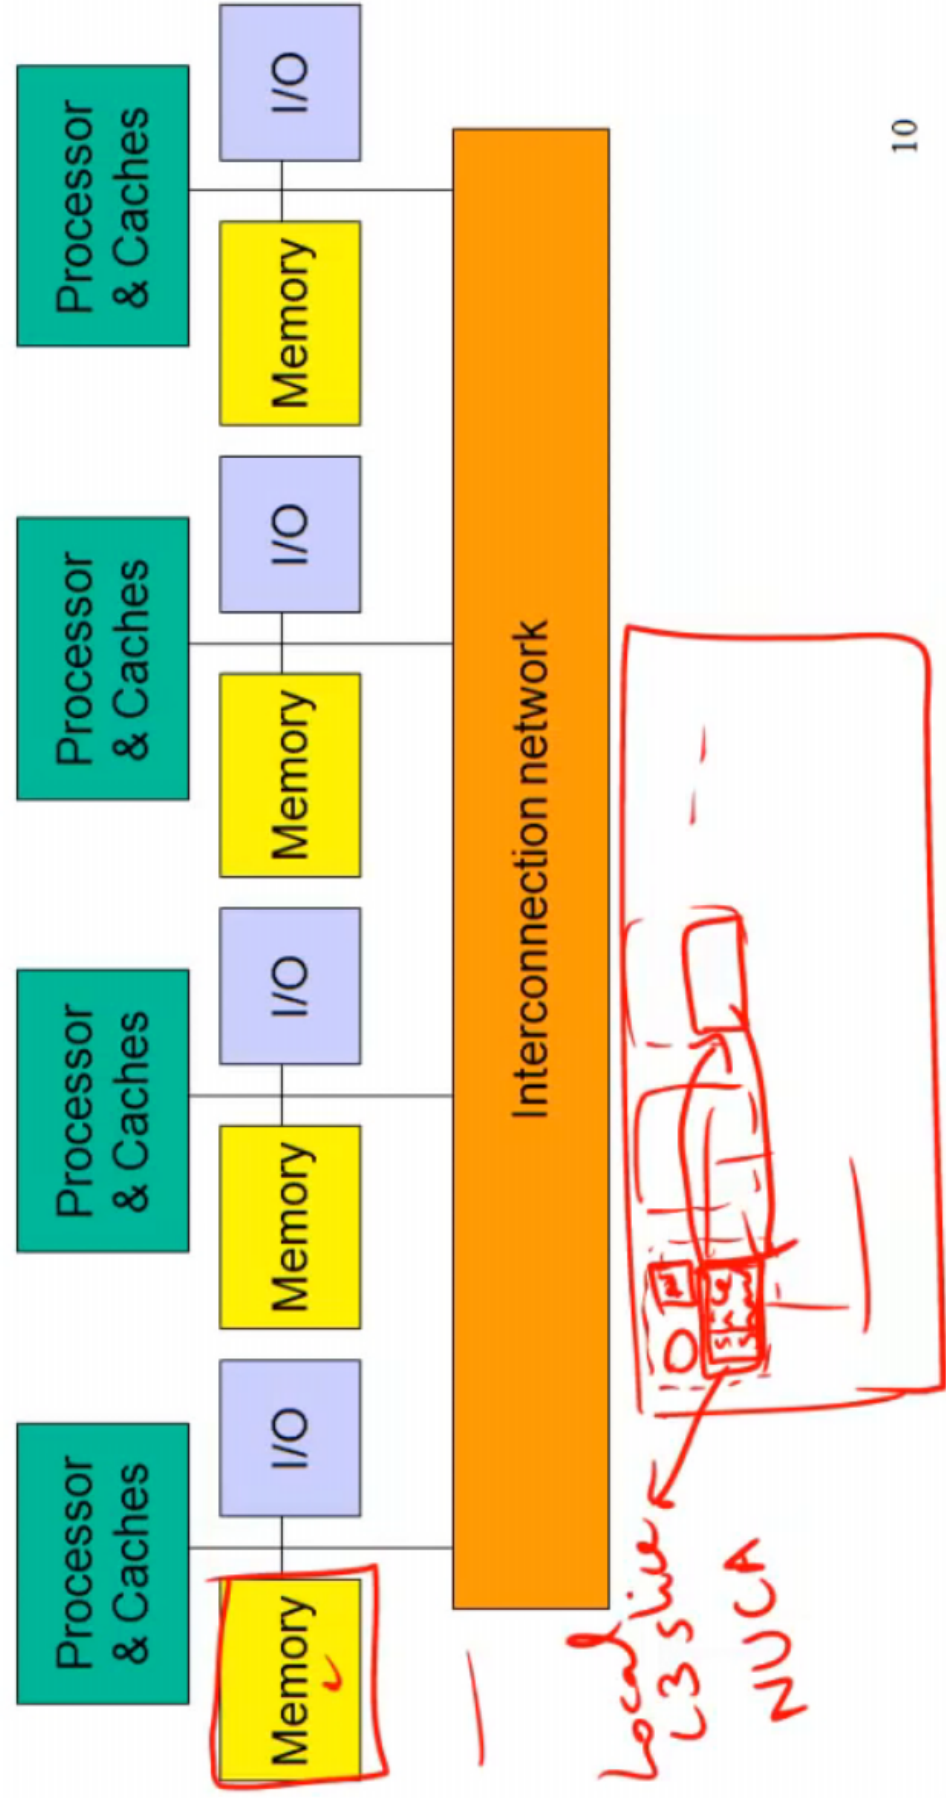 Processor
& Caches
Processor
& Caches
Processor
& Caches
Processor
& Caches
Memory
I/O
Memory
I/O
Memory
I/O
Memory
I/O
Interconnection network
Local
L3 Slice
NUCA
10